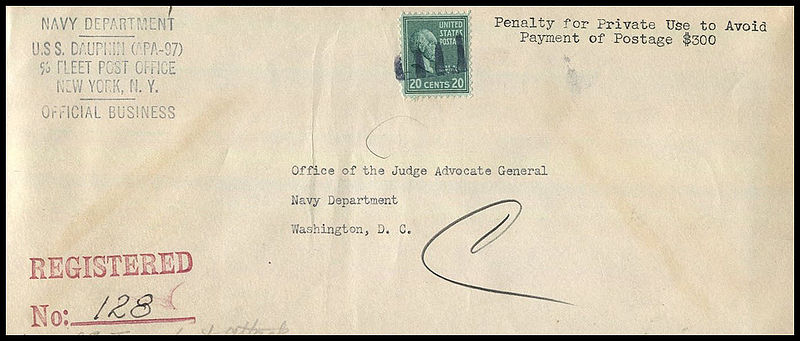 NAVY DEPARTMENT
U.S.S. DAUPHIN (APA-97)
℅ FLEET POST OFFICE
NEW YORK, N. Y.
OFFICIAL BUSINESS
UNITED
STATES
POSTAGE
20 CENTS 20
Penalty for Private Use to Avoid
Payment of Postage $300
Office of the Judge Advocate General
Navy Department
Washington, D. C.
REGISTERED
No: 128